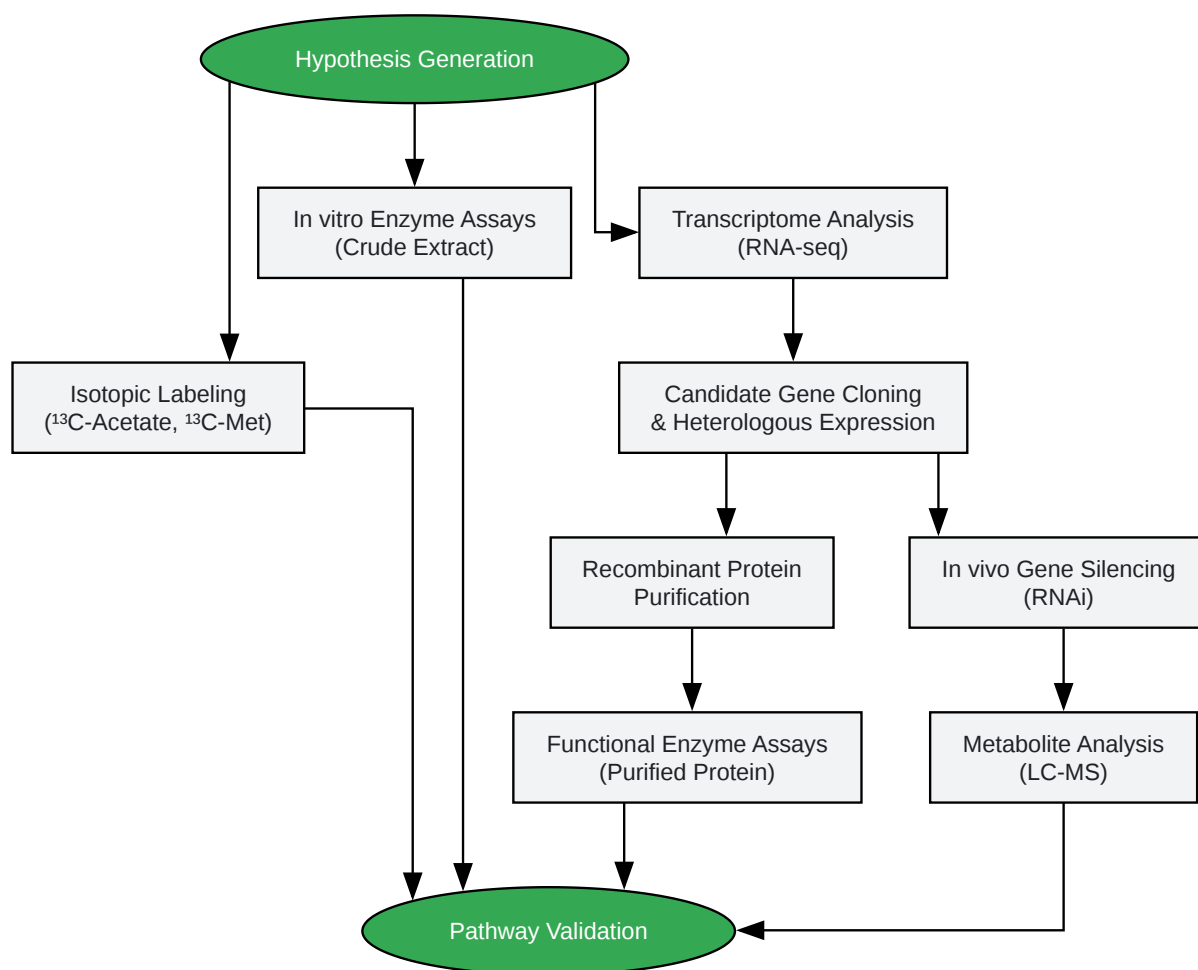 Hypothesis Generation
In vitro Enzyme Assays
(Crude Extract)
Transcriptome Analysis
(RNA-seq)
Isotopic Labeling
(¹³C-Acetate, ¹³C-Met)
Candidate Gene Cloning
& Heterologous Expression
Recombinant Protein
Purification
In vivo Gene Silencing
(RNAi)
Functional Enzyme Assays
(Purified Protein)
Metabolite Analysis
(LC-MS)
Pathway Validation